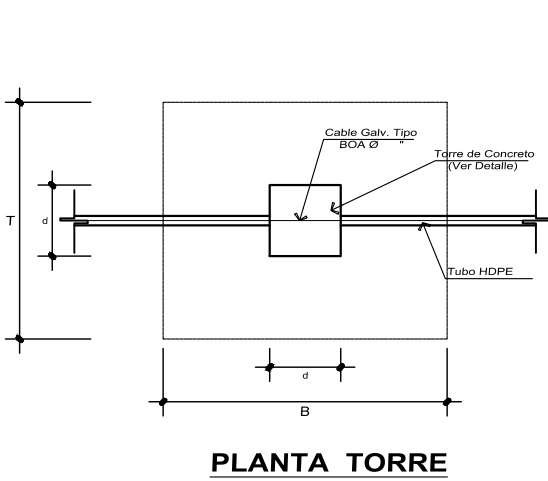 Cable Galv. Tipo
BOA Ø "
Torre de Concreto
(Ver Detalle)
T
d
Tubo HDPE
d
B
PLANTA TORRE